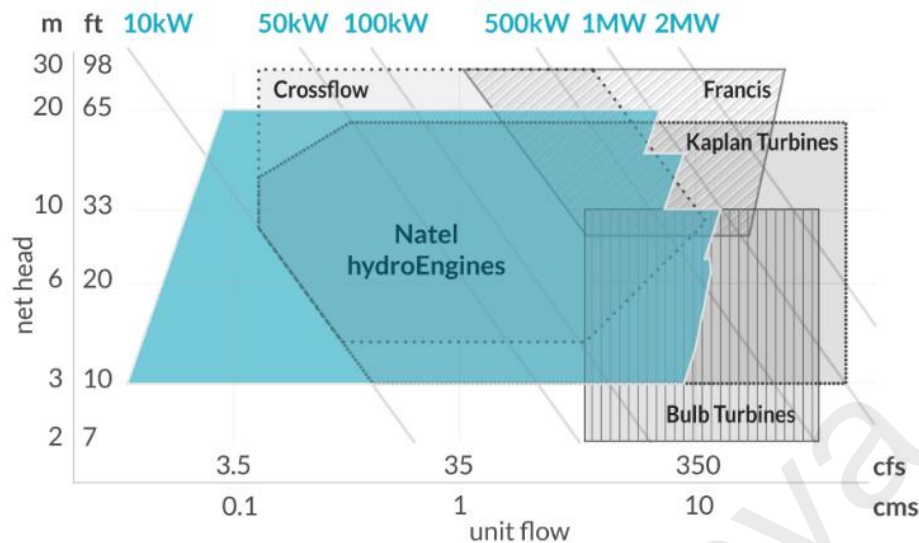 m ft 10kW 50kW 100kW 500kW 1MW 2MW
30 98
Crossflow Francis
20 65
Kaplan Turbines
10 33
Natel
hydroEngines
net head
6 20
3 10
Bulb Turbines
2 7
3.5 35 350 cfs
0.1 1 10 cms
unit flow